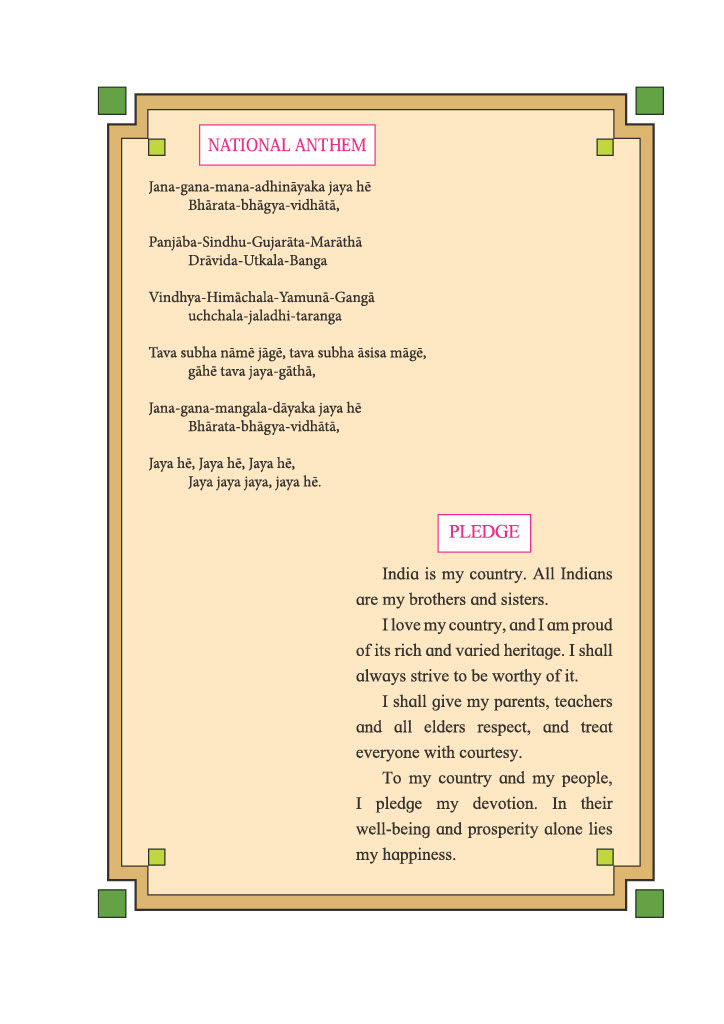 NATIONAL ANTHEM
Jana-gana-mana-adhināyaka jaya hē
Bhārata-bhāgya-vidhātā,
Panjāba-Sindhu-Gujarāta-Marāthā
Drāvida-Utkala-Banga
Vindhya-Himāchala-Yamunā-Gangā
uchchala-jaladhi-taranga
Tava subha nāmē jāgē, tava subha āsisa māgē,
gāhē tava jaya-gāthā,
Jana-gana-mangala-dāyaka jaya hē
Bhārata-bhāgya-vidhātā,
Jaya hē, Jaya hē, Jaya hē,
Jaya jaya jaya, jaya hē.
PLEDGE
India is my country. All Indians
are my brothers and sisters.
I love my country, and I am proud
of its rich and varied heritage. I shall
always strive to be worthy of it.
I shall give my parents, teachers
and all elders respect, and treat
everyone with courtesy.
To my country and my people,
I pledge my devotion. In their
well-being and prosperity alone lies
my happiness.